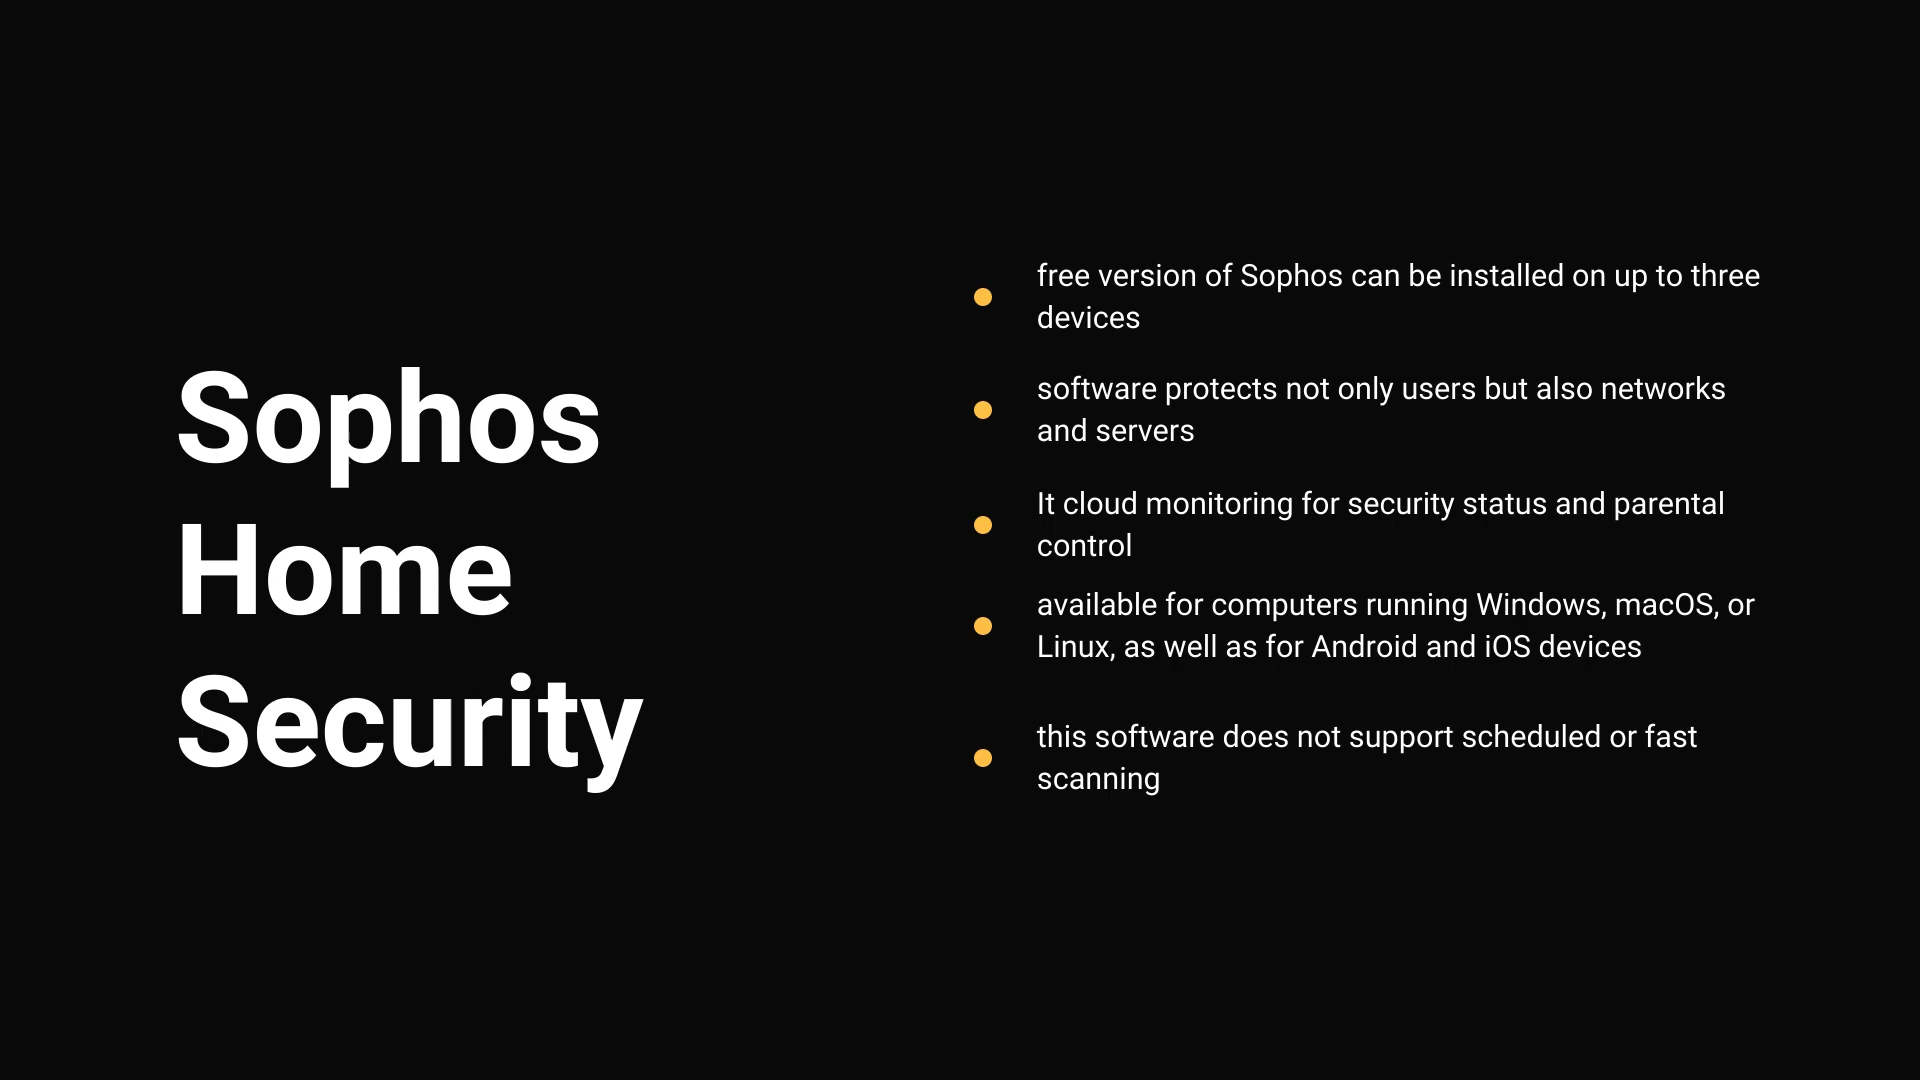 Sophos
Home
Security
free version of Sophos can be installed on up to three
devices
software protects not only users but also networks
and servers
It cloud monitoring for security status and parental
control
available for computers running Windows, macOS, or
Linux, as well as for Android and iOS devices
this software does not support scheduled or fast
scanning